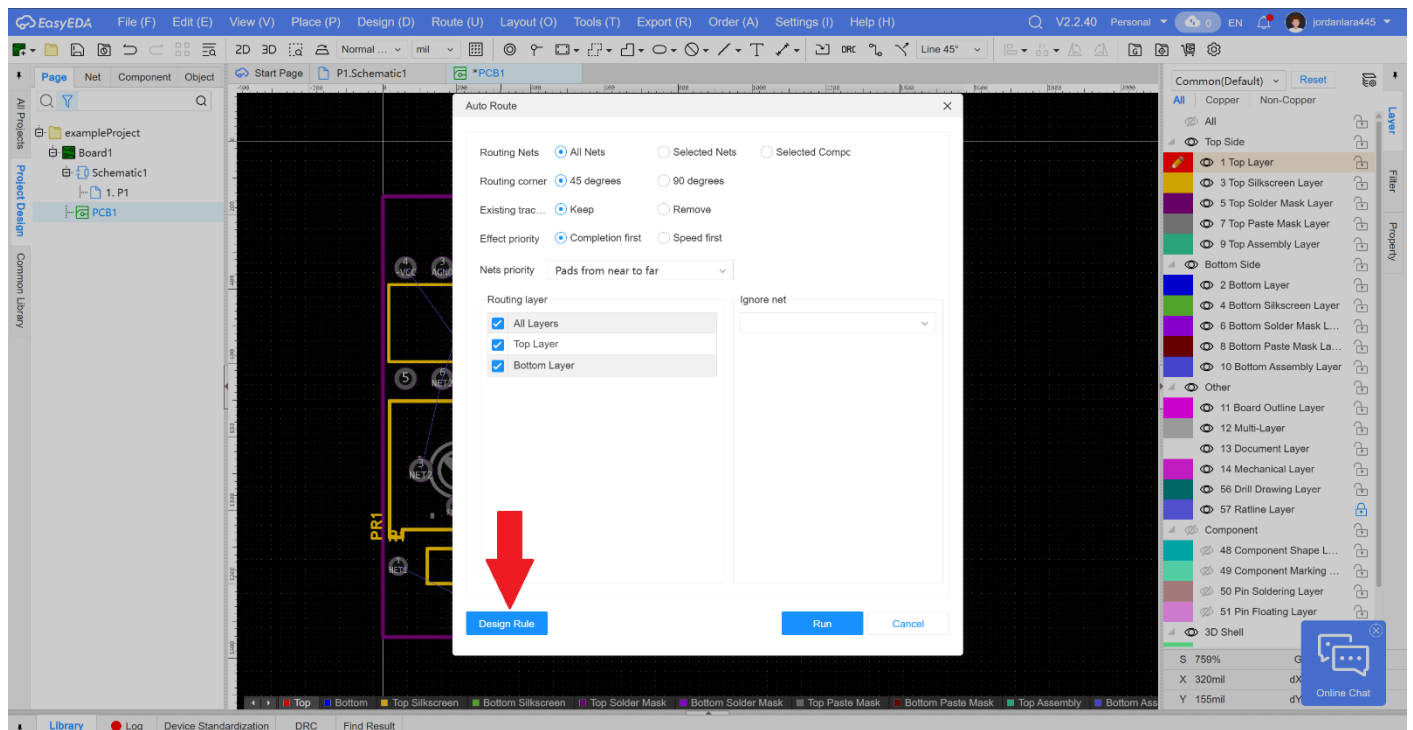 EasyEDA File (F) Edit (E) View (V) Place (P) Design (D) Route (U) Layout (O) Tools (T) Export (R) Order (A) Settings (I) Help (H) V2.2.40 Personal 0 EN jordanlara445
2D 3D Normal ... mil DRC Line 45°
Page Net Component Object
Start Page P1.Schematic1 *PCB1
Common(Default) Reset
All Copper Non-Copper
All Projects
Project Design
Common Library
exampleProject
Board1
Schematic1
1. P1
PCB1
Auto Route
Routing Nets All Nets Selected Nets Selected Compc
Routing corner 45 degrees 90 degrees
Existing trac... Keep Remove
Effect priority Completion first Speed first
Nets priority Pads from near to far
Routing layer Ignore net
All Layers
Top Layer
Bottom Layer
Design Rule Run Cancel
4 3
-VCC
5 6
3
NET2
PR1
1
NET1
All
Top Side
1 Top Layer
3 Top Silkscreen Layer
5 Top Solder Mask Layer
7 Top Paste Mask Layer
9 Top Assembly Layer
Bottom Side
2 Bottom Layer
4 Bottom Silkscreen Layer
6 Bottom Solder Mask L...
8 Bottom Paste Mask La...
10 Bottom Assembly Layer
Other
11 Board Outline Layer
12 Multi-Layer
13 Document Layer
14 Mechanical Layer
56 Drill Drawing Layer
57 Ratline Layer
Component
48 Component Shape L...
49 Component Marking ...
50 Pin Soldering Layer
51 Pin Floating Layer
3D Shell
Layer
Filter
Property
S 759% G
X 320mil dX
Y 155mil dY
Online Chat
Top Bottom Top Silkscreen Bottom Silkscreen Top Solder Mask Bottom Solder Mask Top Paste Mask Bottom Paste Mask Top Assembly Bottom Ass
Library Log Device Standardization DRC Find Result